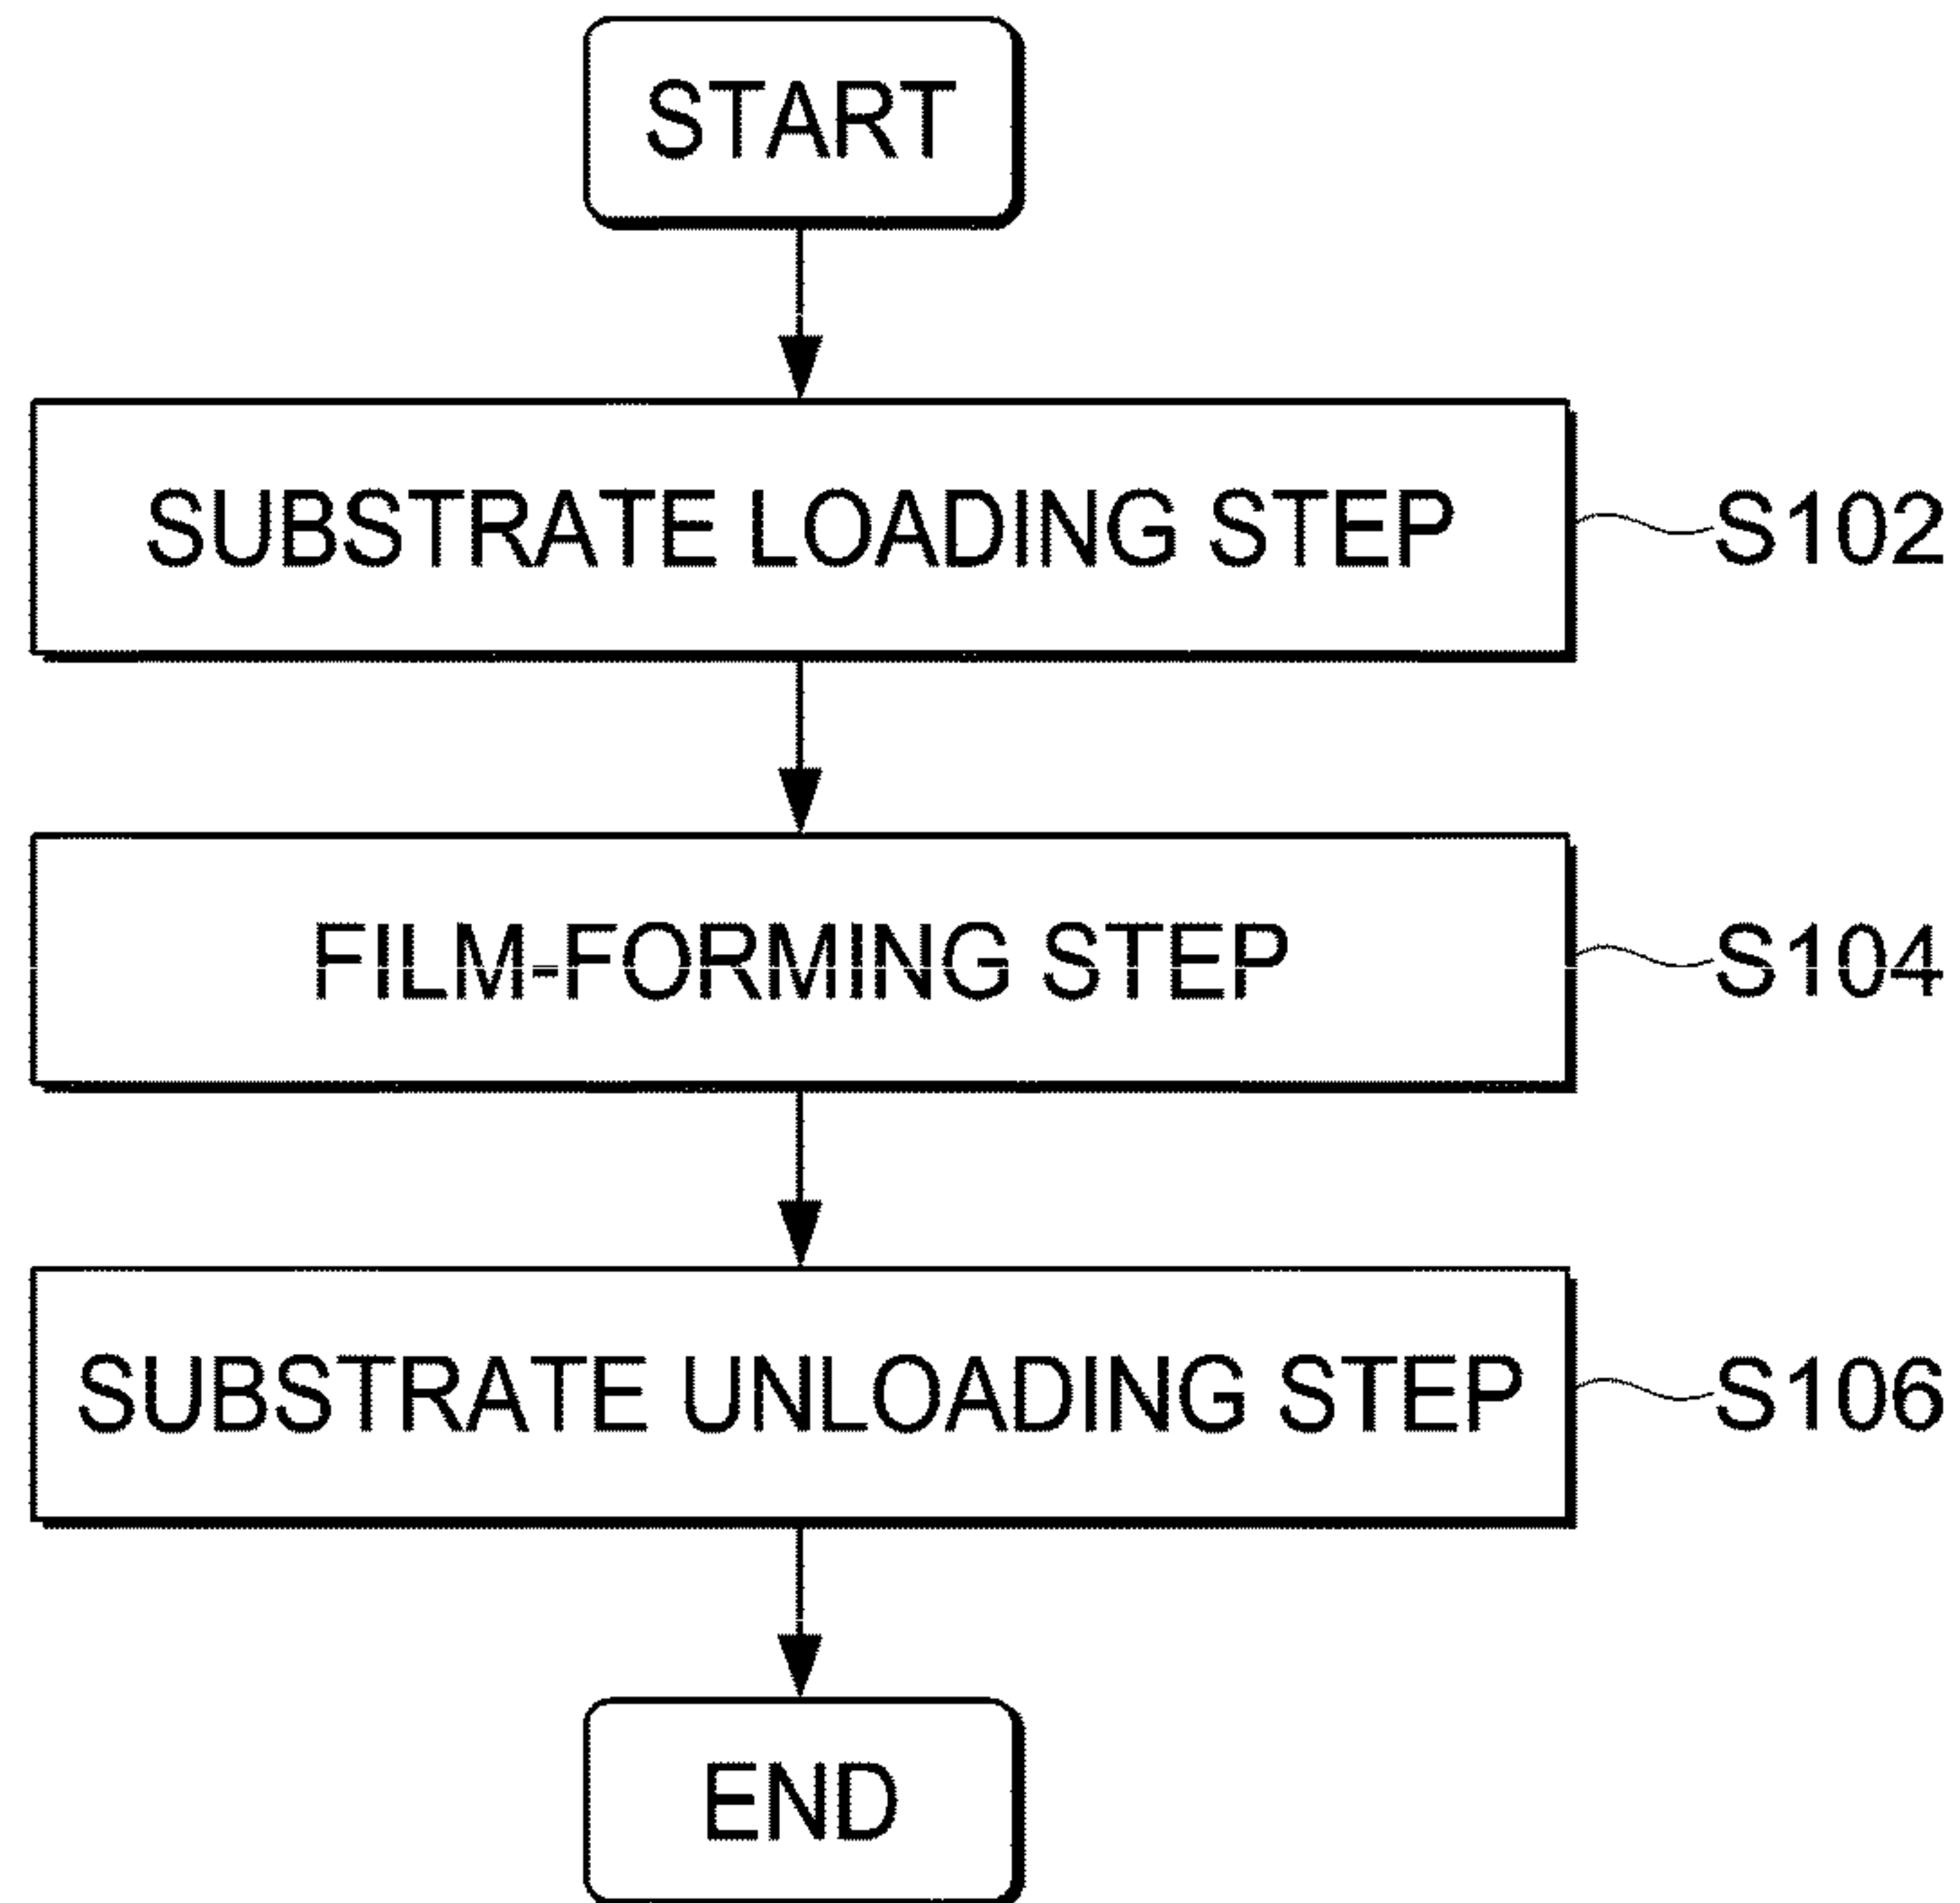 START
SUBSTRATE LOADING STEP S102
FILM-FORMING STEP S104
SUBSTRATE UNLOADING STEP S106
END